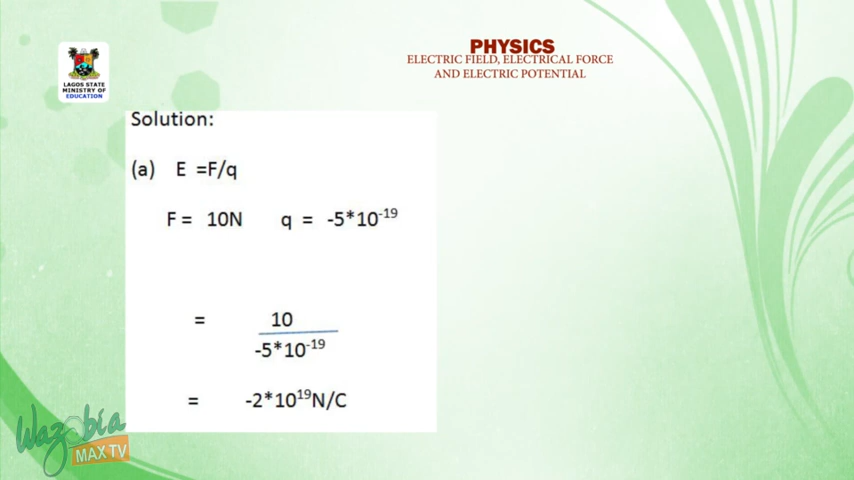 PHYSICS
ELECTRIC FIELD, ELECTRICAL FORCE
AND ELECTRIC POTENTIAL
LAGOS STATE
MINISTRY OF
EDUCATION
Solution:
(a) E =F/q
F = 10N q = -5*10⁻¹⁹
= 10
-5*10⁻¹⁹
= -2*10¹⁹N/C
Wazobia
MAX TV